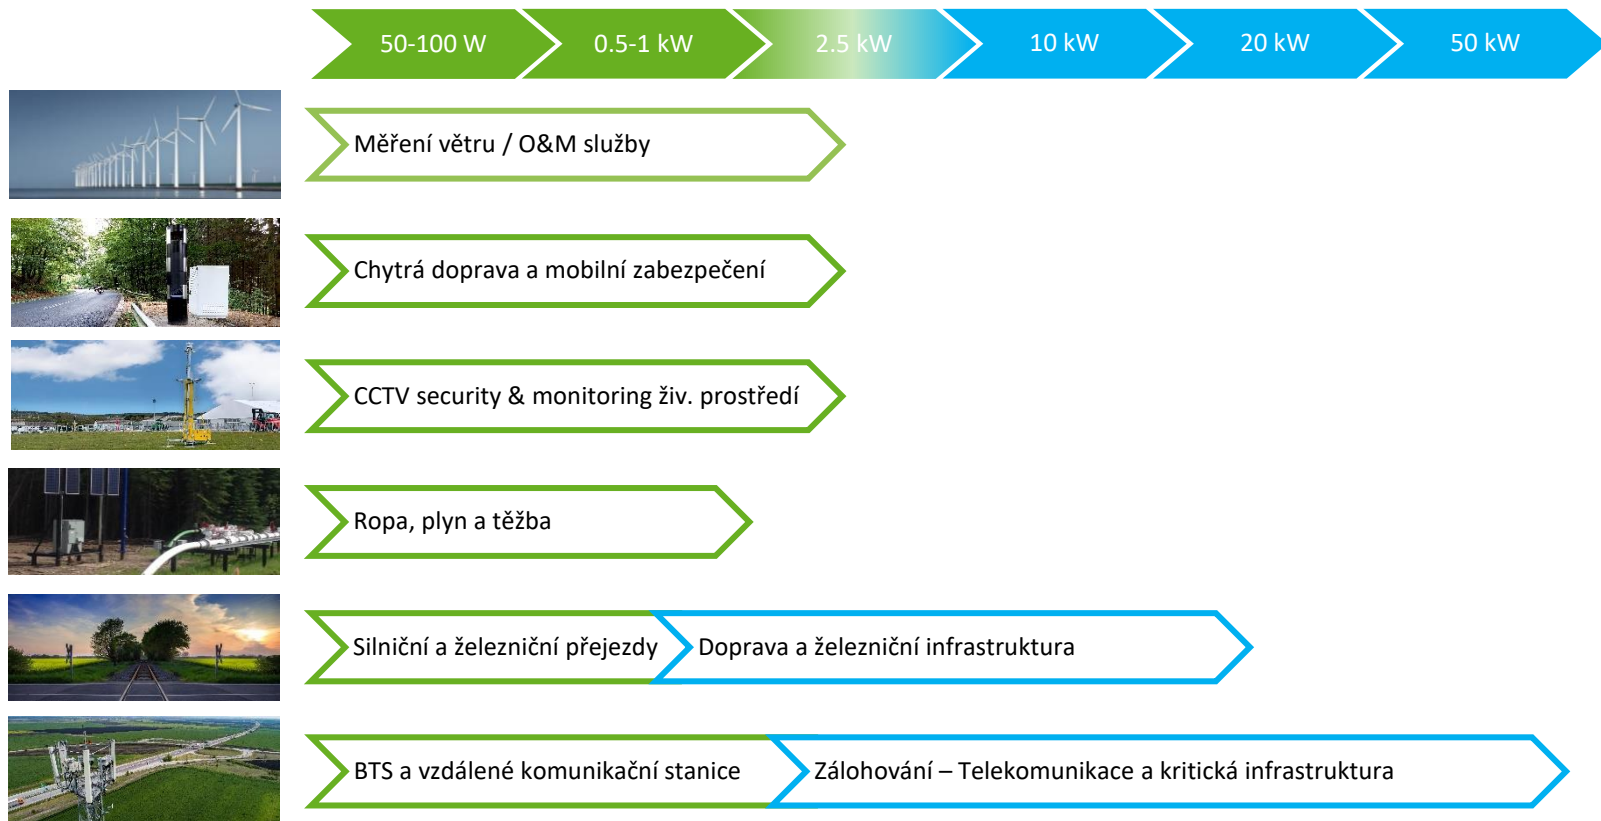 50-100 W
0.5-1 kW
2.5 kW
10 kW
20 kW
50 kW
Měření větru / O&M služby
Chytrá doprava a mobilní zabezpečení
CCTV security & monitoring živ. prostředí
Ropa, plyn a těžba
Silniční a železniční přejezdy
Doprava a železniční infrastruktura
BTS a vzdálené komunikační stanice
Zálohování – Telekomunikace a kritická infrastruktura